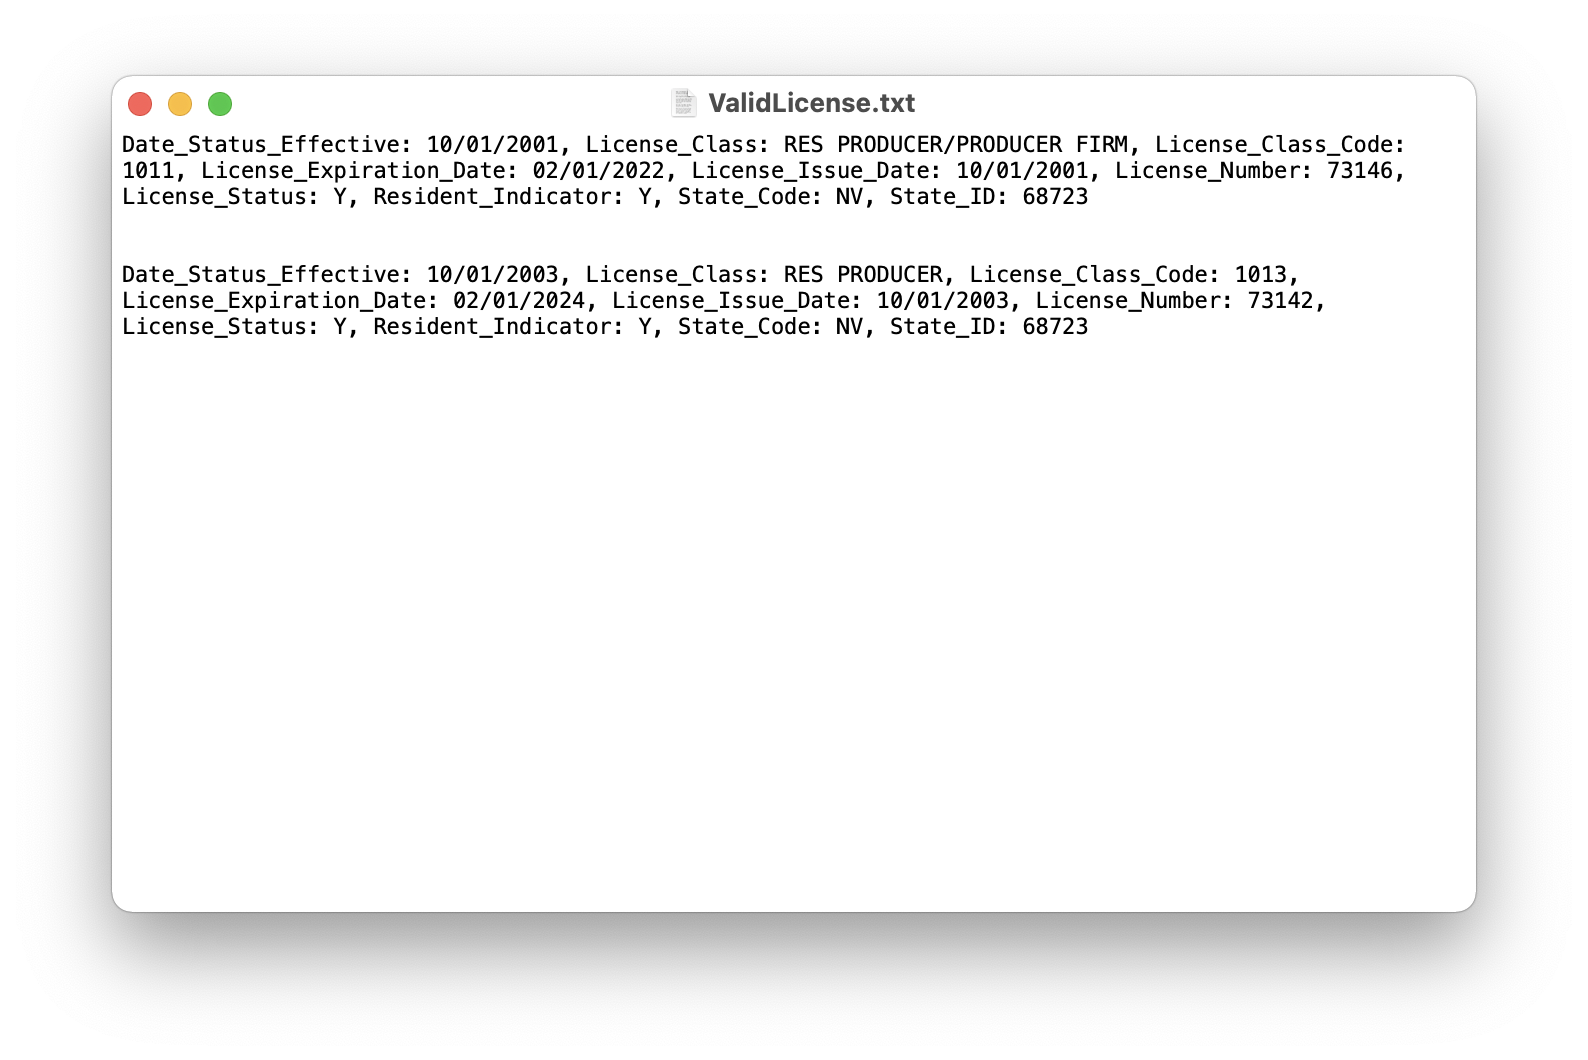 ValidLicense.txt
Date_Status_Effective: 10/01/2001, License_Class: RES PRODUCER/PRODUCER FIRM, License_Class_Code:
1011, License_Expiration_Date: 02/01/2022, License_Issue_Date: 10/01/2001, License_Number: 73146,
License_Status: Y, Resident_Indicator: Y, State_Code: NV, State_ID: 68723
Date_Status_Effective: 10/01/2003, License_Class: RES PRODUCER, License_Class_Code: 1013,
License_Expiration_Date: 02/01/2024, License_Issue_Date: 10/01/2003, License_Number: 73142,
License_Status: Y, Resident_Indicator: Y, State_Code: NV, State_ID: 68723